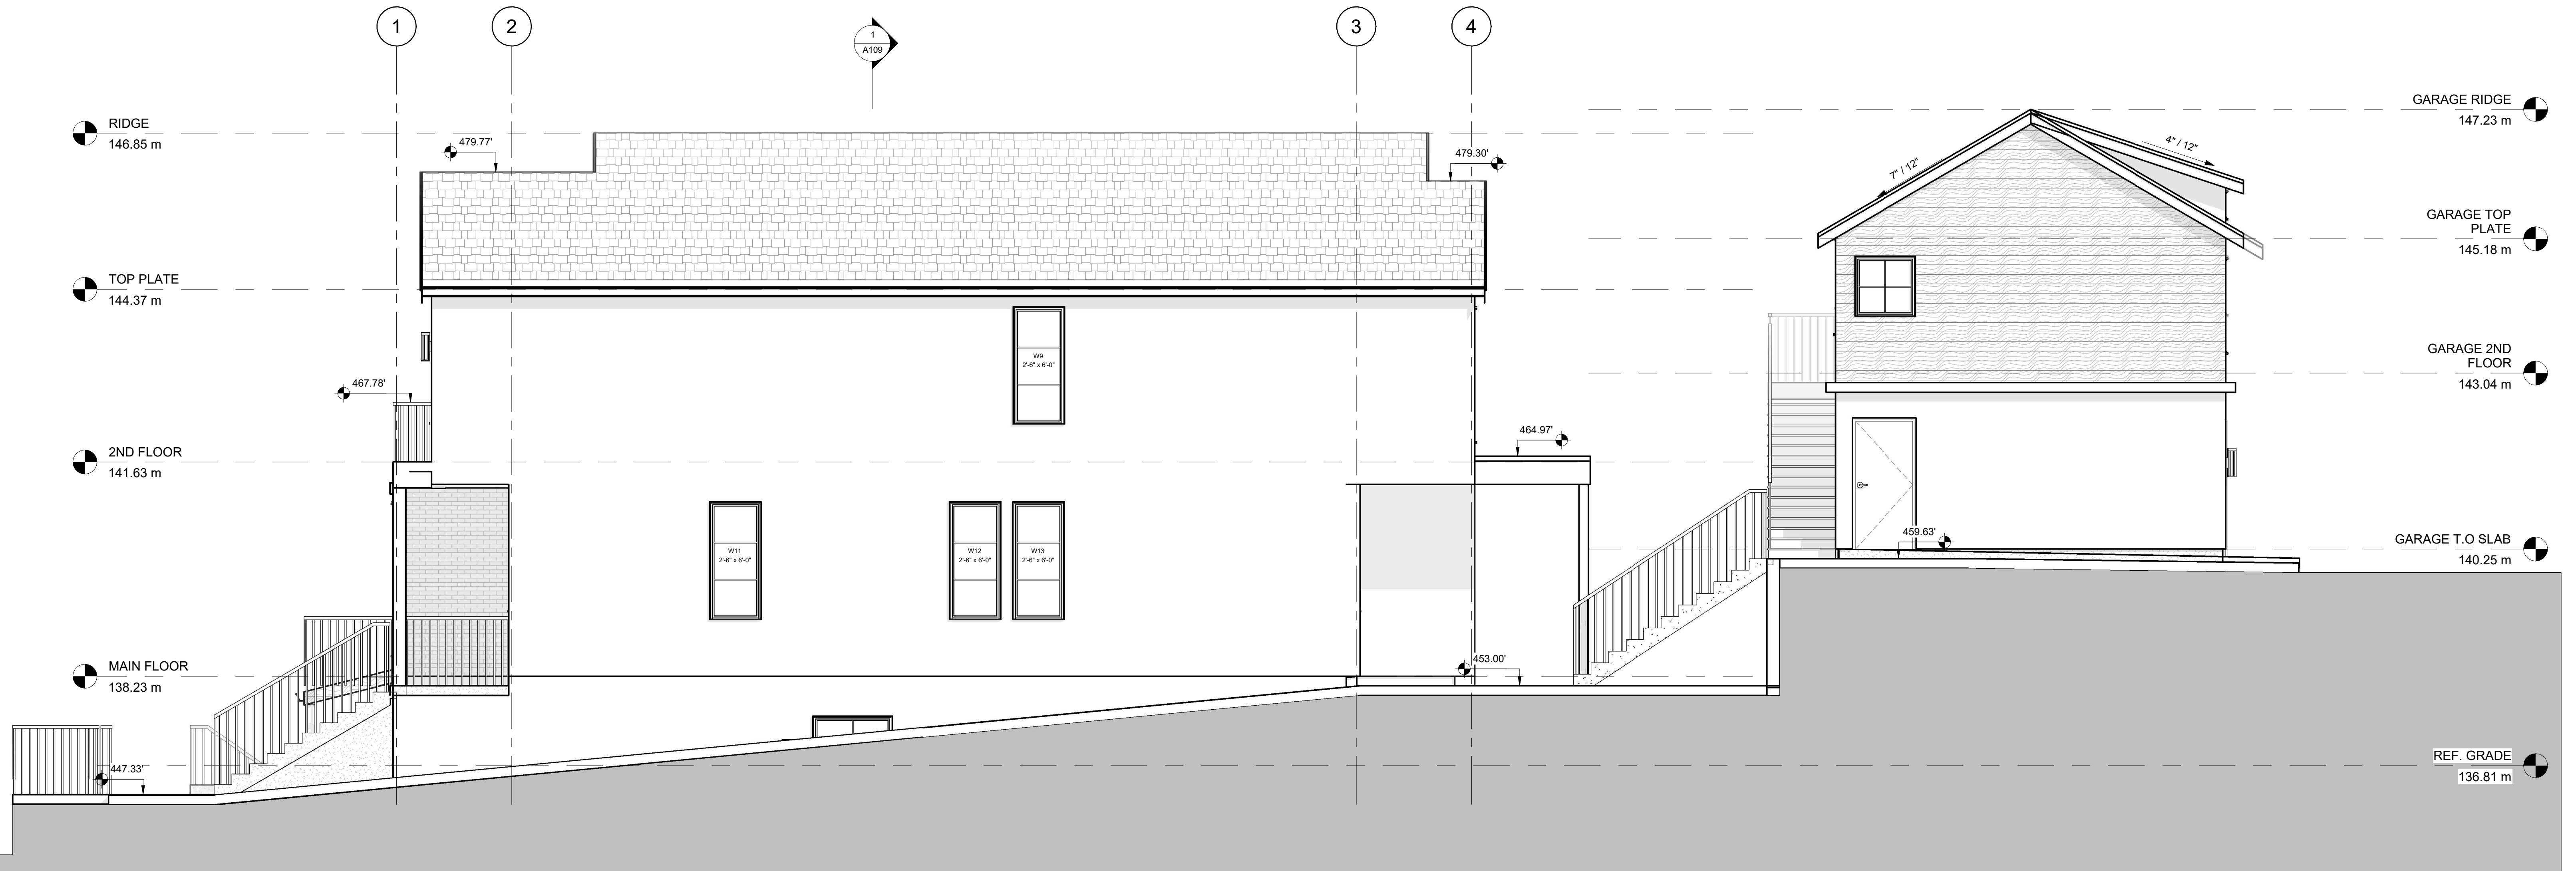 1
2
1
A109
3
4
GARAGE RIDGE
147.23 m
RIDGE
146.85 m
479.77'
479.30'
7" / 12"
4" / 12"
GARAGE TOP
PLATE
145.18 m
TOP PLATE
144.37 m
W9
2'-6" x 6'-0"
467.78'
GARAGE 2ND
FLOOR
143.04 m
464.97'
2ND FLOOR
141.63 m
W11
2'-6" x 6'-0"
W12
2'-6" x 6'-0"
W13
2'-6" x 6'-0"
459.63'
GARAGE T.O SLAB
140.25 m
453.00'
MAIN FLOOR
138.23 m
447.33'
REF. GRADE
136.81 m